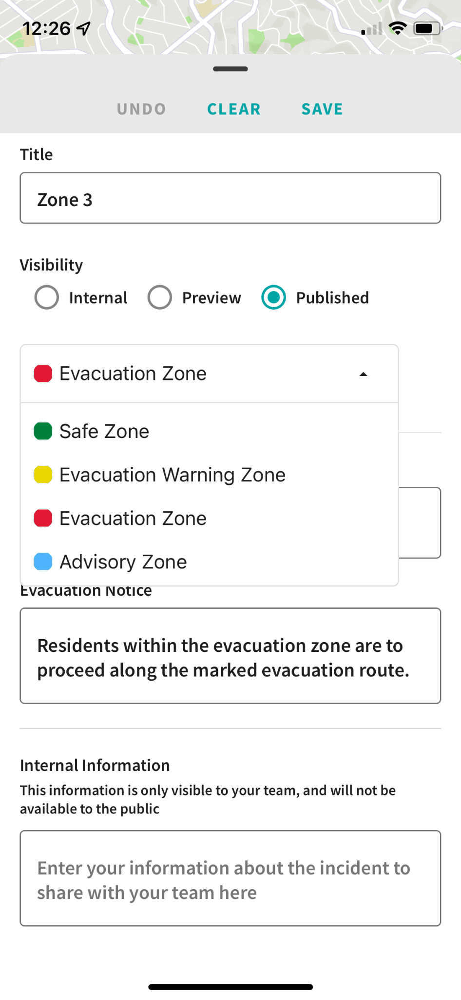 12:26
UNDO CLEAR SAVE
Title
Zone 3
Visibility
Internal Preview Published
Evacuation Zone
Safe Zone
Evacuation Warning Zone
Evacuation Zone
Advisory Zone
Evacuation Notice
Residents within the evacuation zone are to
proceed along the marked evacuation route.
Internal Information
This information is only visible to your team, and will not be
available to the public
Enter your information about the incident to
share with your team here